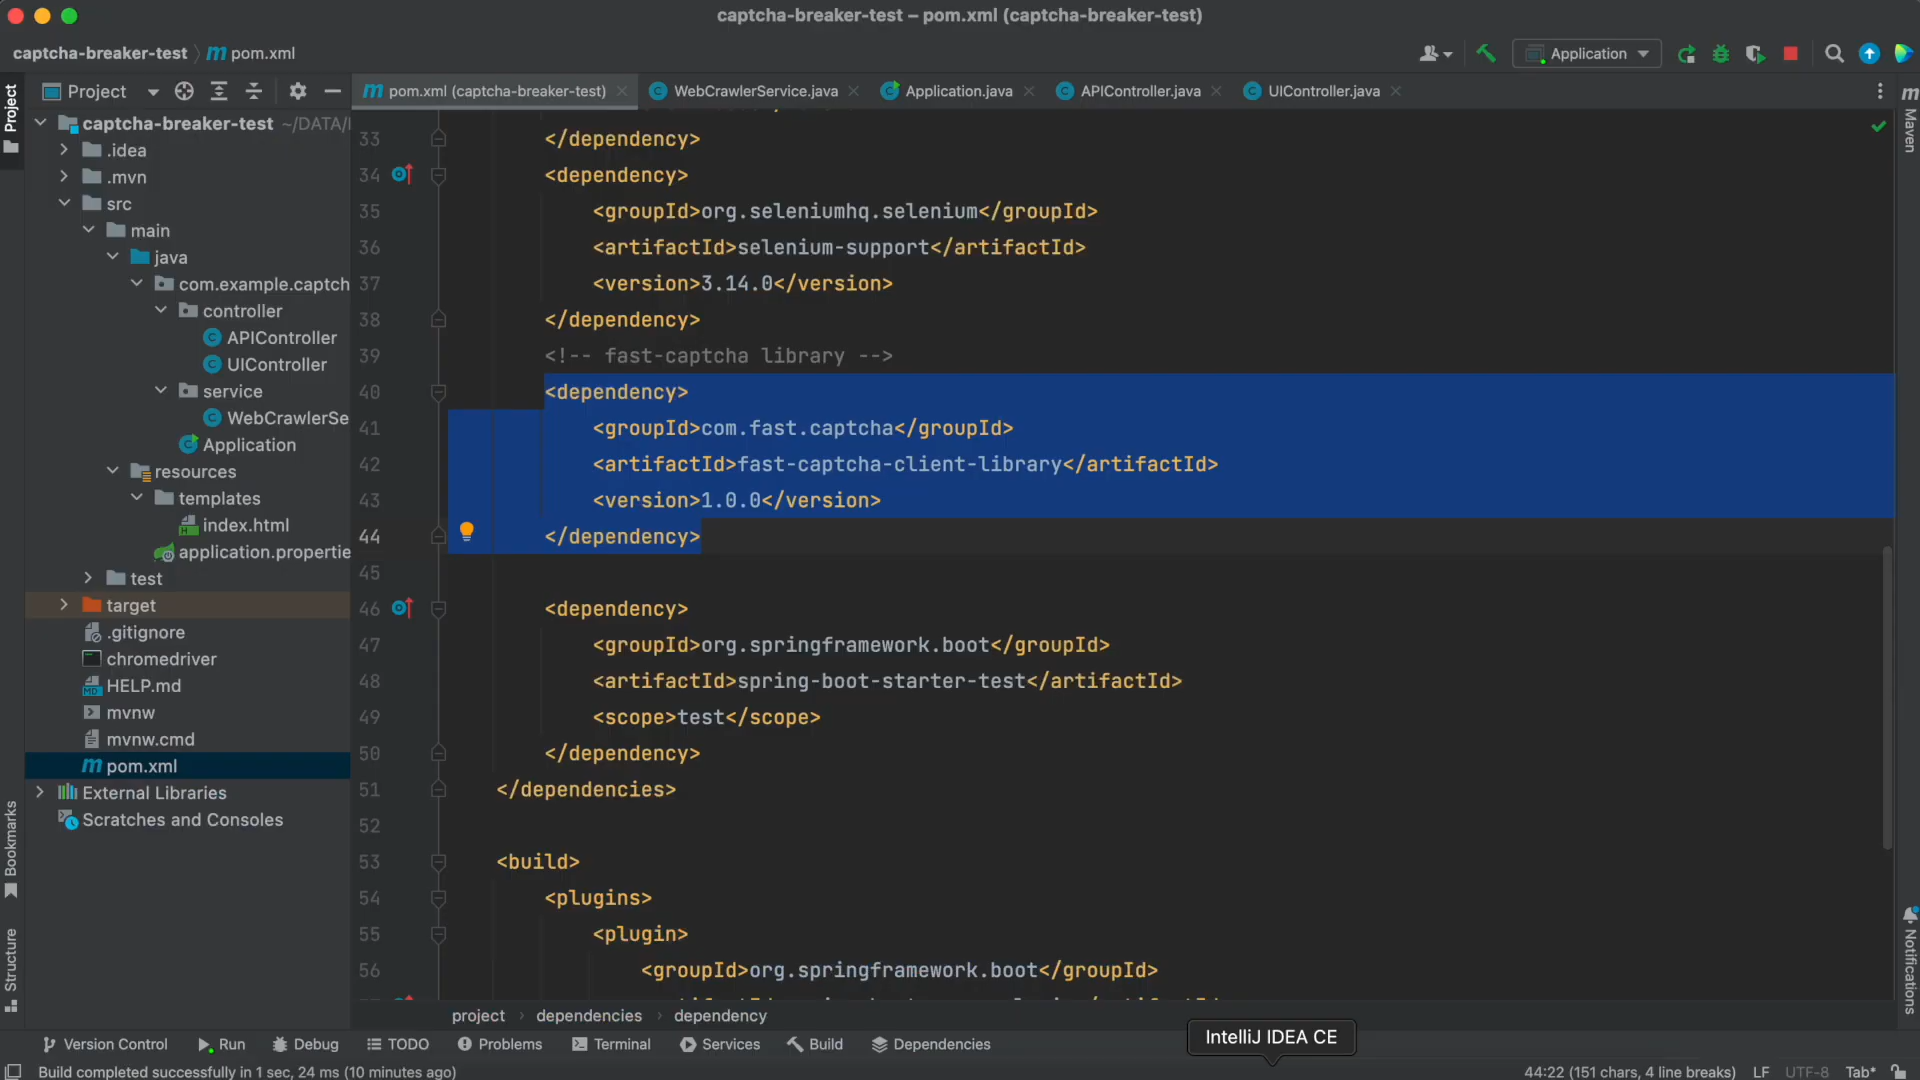 captcha-breaker-test – pom.xml (captcha-breaker-test)
captcha-breaker-test
m pom.xml
Application
Project
m pom.xml (captcha-breaker-test)
WebCrawlerService.java
Application.java
APIController.java
UIController.java
Project
m
Maven
captcha-breaker-test ~/DATA/
.idea
.mvn
src
main
java
com.example.captch
controller
APIController
UIController
service
WebCrawlerSe
Application
resources
templates
index.html
application.propertie
test
target
.gitignore
chromedriver
HELP.md
mvnw
mvnw.cmd
m pom.xml
External Libraries
Scratches and Consoles
33 </dependency>
34 <dependency>
35 <groupId>org.seleniumhq.selenium</groupId>
36 <artifactId>selenium-support</artifactId>
37 <version>3.14.0</version>
38 </dependency>
39 <!-- fast-captcha library -->
40 <dependency>
41 <groupId>com.fast.captcha</groupId>
42 <artifactId>fast-captcha-client-library</artifactId>
43 <version>1.0.0</version>
44 </dependency>
45
46 <dependency>
47 <groupId>org.springframework.boot</groupId>
48 <artifactId>spring-boot-starter-test</artifactId>
49 <scope>test</scope>
50 </dependency>
51 </dependencies>
52
53 <build>
54 <plugins>
55 <plugin>
56 <groupId>org.springframework.boot</groupId>
Bookmarks
Structure
Notifications
project › dependencies › dependency
Version Control
Run
Debug
TODO
Problems
Terminal
Services
Build
Dependencies
IntelliJ IDEA CE
Build completed successfully in 1 sec, 24 ms (10 minutes ago)
44:22 (151 chars, 4 line breaks) LF UTF-8 Tab*